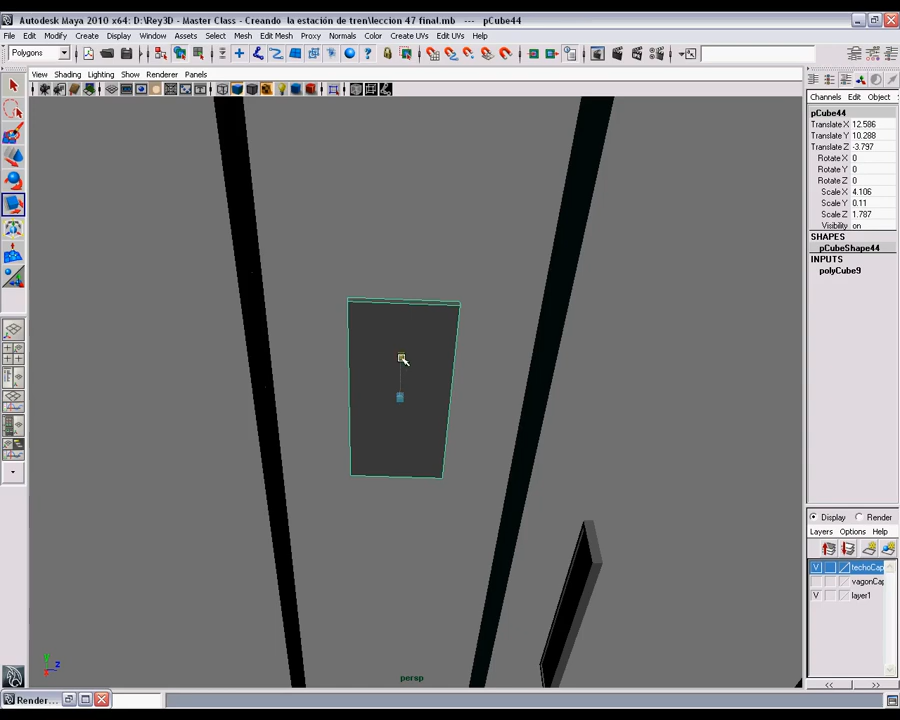 Autodesk Maya 2010 x64: D:\Rey3D - Master Class - Creando la estación de tren\leccion 47 final.mb --- pCube44
File Edit Modify Create Display Window Assets Select Mesh Edit Mesh Proxy Normals Color Create UVs Edit UVs Help
Polygons
View Shading Lighting Show Renderer Panels
Channels Edit Object
pCube44
Translate X 12.586
Translate Y 10.288
Translate Z -3.797
Rotate X 0
Rotate Y 0
Rotate Z 0
Scale X 4.106
Scale Y 0.11
Scale Z 1.787
Visibility on
SHAPES
pCubeShape44
INPUTS
polyCube9
Display Render
Layers Options Help
V techoCap
vagonCap
V layer1
y
z
x
persp
Render...